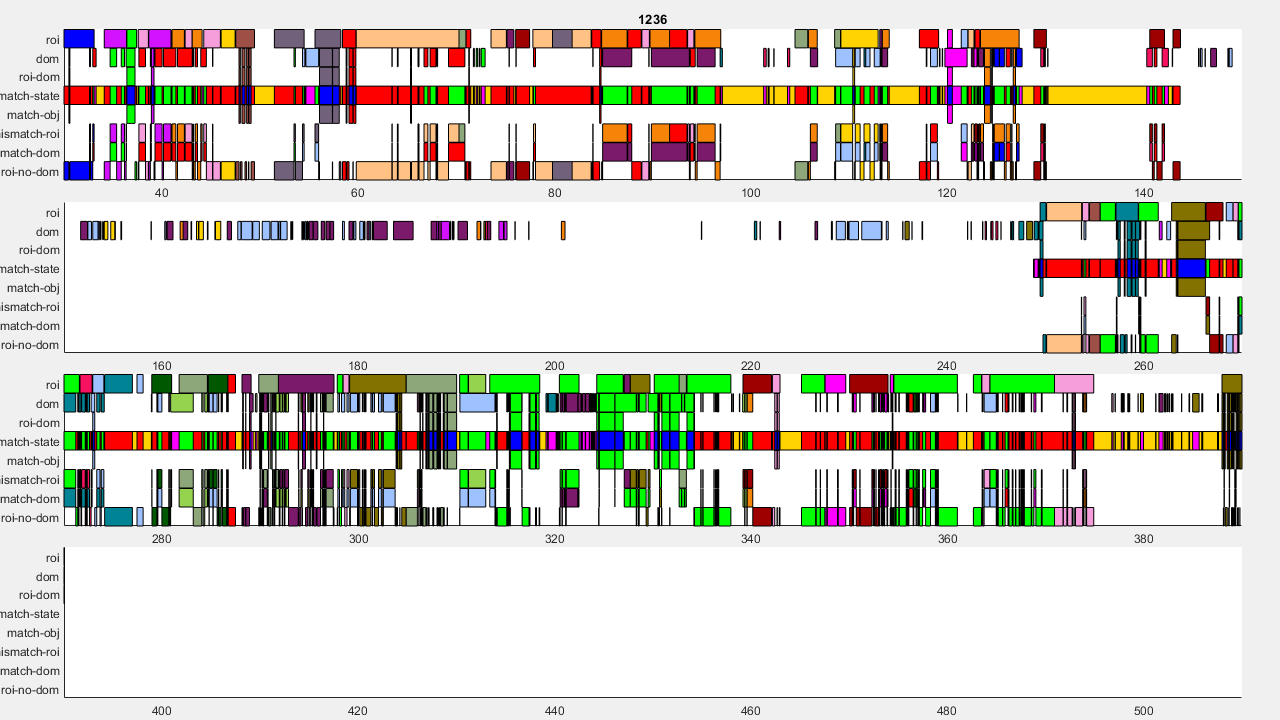 1236
roi
dom
roi-dom
match-state
match-obj
ismatch-roi
match-dom
roi-no-dom
40 60 80 100 120 140
roi
dom
roi-dom
match-state
match-obj
ismatch-roi
match-dom
roi-no-dom
160 180 200 220 240 260
roi
dom
roi-dom
match-state
match-obj
ismatch-roi
match-dom
roi-no-dom
280 300 320 340 360 380
roi
dom
roi-dom
match-state
match-obj
ismatch-roi
match-dom
roi-no-dom
400 420 440 460 480 500